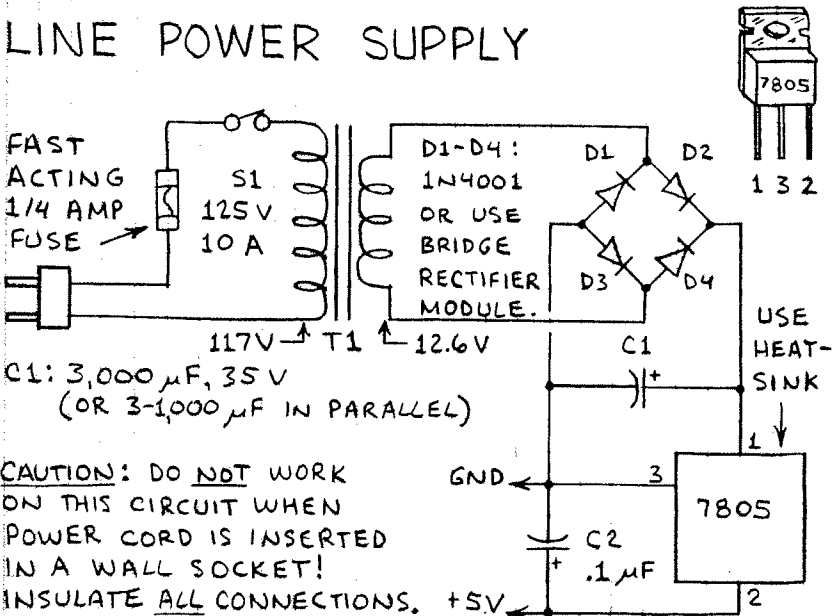 LINE POWER SUPPLY
7805
1 3 2
FAST
ACTING
1/4 AMP
FUSE
S1
125V
10 A
D1-D4:
1N4001
OR USE
BRIDGE
RECTIFIER
MODULE.
D1
D2
D3
D4
117V
T1
12.6V
C1
+
USE
HEAT-
SINK
C1: 3,000 µF, 35 V
(OR 3-1,000 µF IN PARALLEL)
CAUTION: DO NOT WORK
ON THIS CIRCUIT WHEN
POWER CORD IS INSERTED
IN A WALL SOCKET!
INSULATE ALL CONNECTIONS.
GND
3
1
7805
C2
.1 µF
+
+5V
2